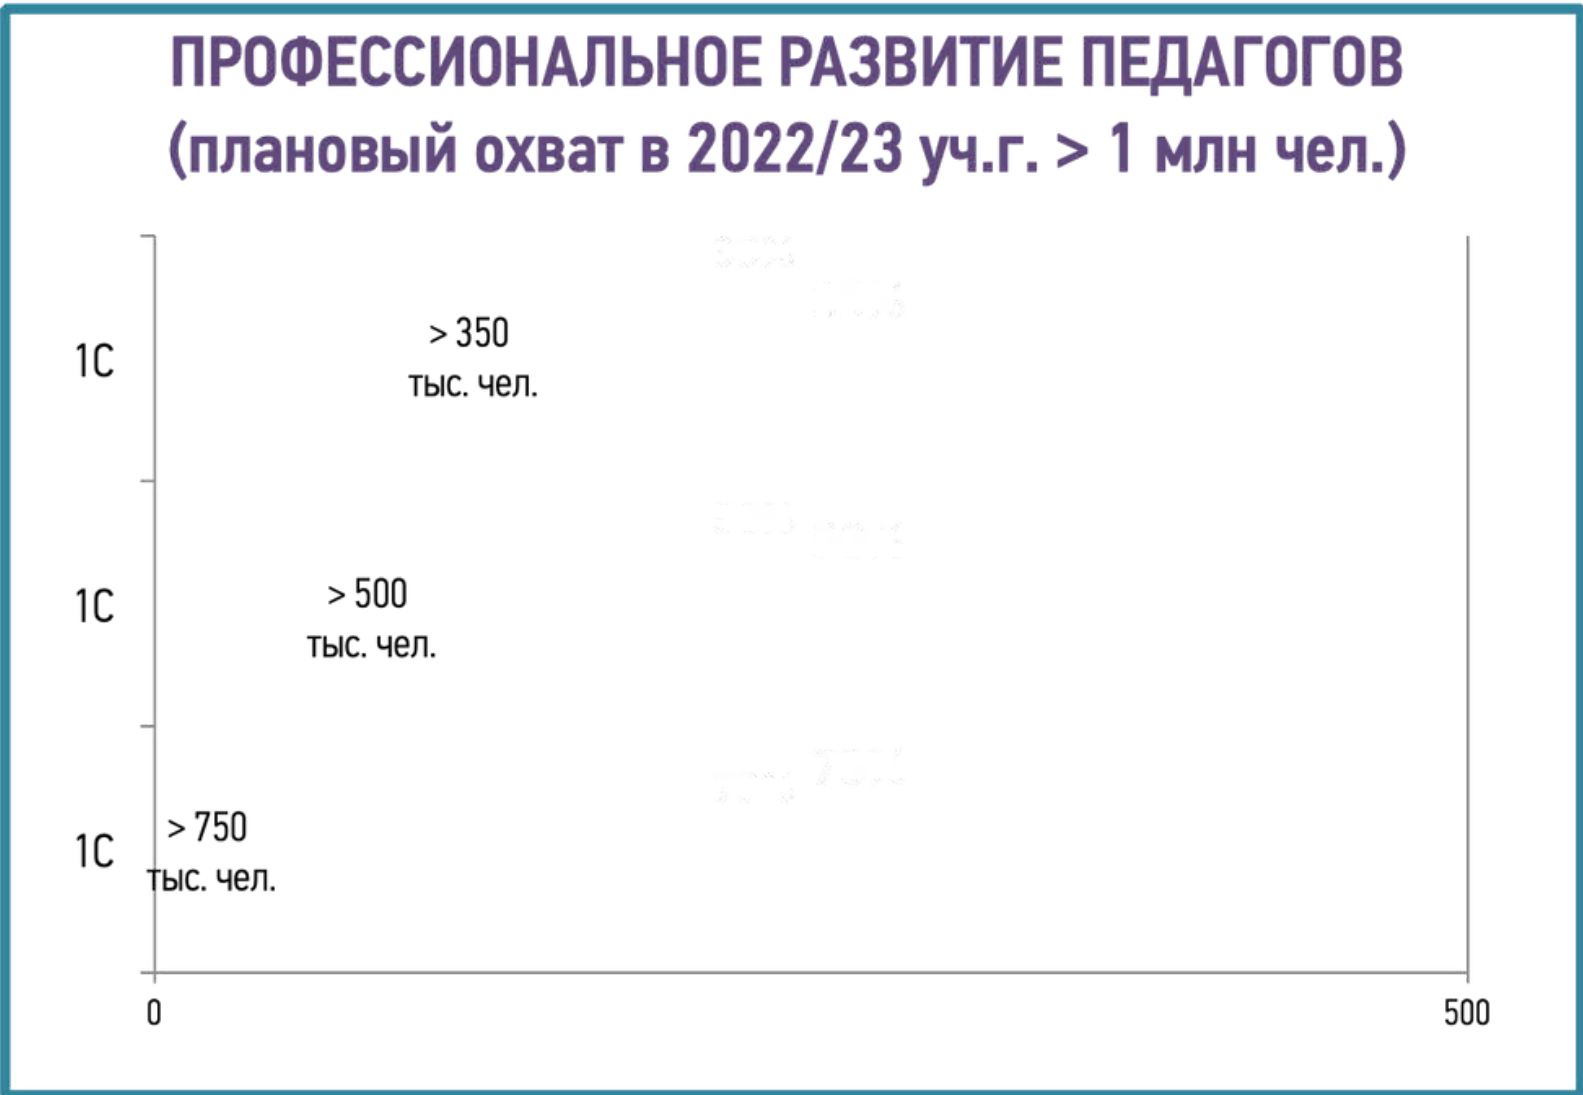 ПРОФЕССИОНАЛЬНОЕ РАЗВИТИЕ ПЕДАГОГОВ
(плановый охват в 2022/23 уч.г. > 1 млн чел.)
1С
> 350
тыс. чел.
1С
> 500
тыс. чел.
1С
> 750
тыс. чел.
0
500